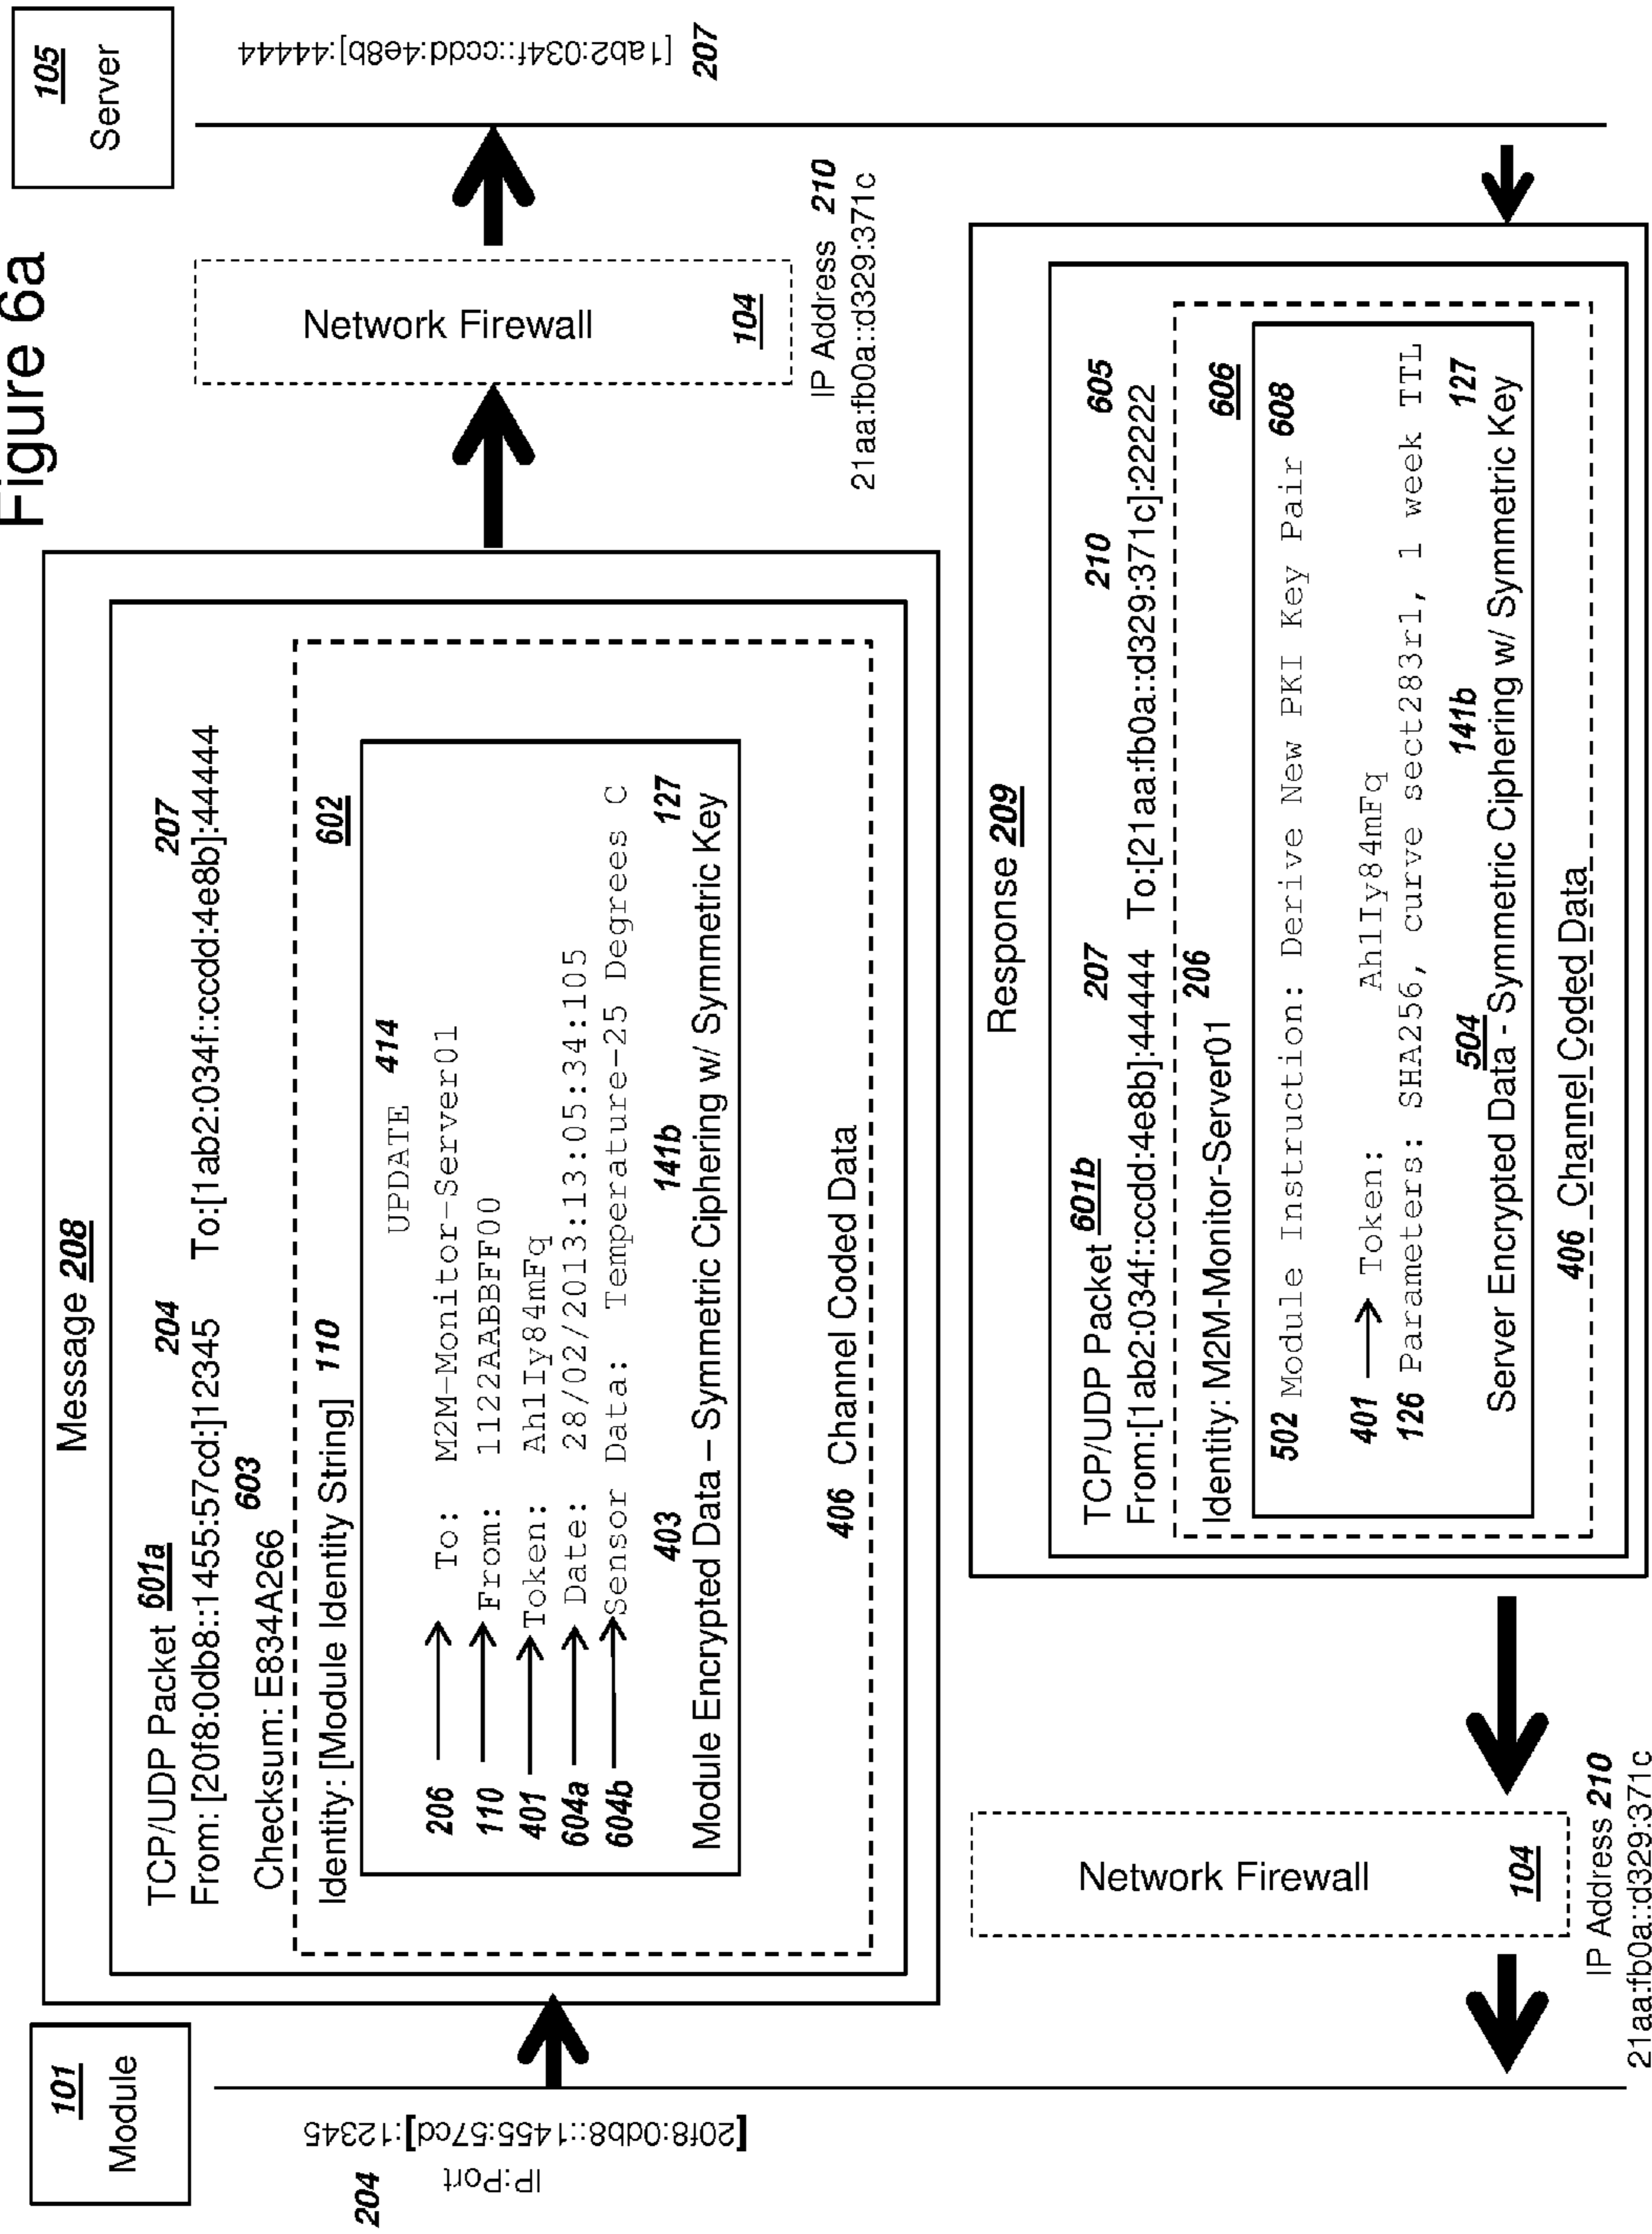 Figure 6a
101
Module
105
Server
204
IP:Port
[20f8:0db8::1455:57cd]:12345
Message 208
TCP/UDP Packet 601a
204
207
From: [20f8:0db8::1455:57cd:]12345 To:[1ab2:034f::ccdd:4e8b]:44444
603
Checksum: E834A266
Identity: [Module Identity String] 110
602
UPDATE 414
206 To: M2M-Monitor-Server01
110 From: 1122AABBFF00
401 Token: AhlIy84mFq
604a Date: 28/02/2013:13:05:34:105
604b Sensor Data: Temperature-25 Degrees C
403 141b 127
Module Encrypted Data – Symmetric Ciphering w/ Symmetric Key
406 Channel Coded Data
Network Firewall
104
IP Address 210
21aa:fb0a::d329:371c
[1ab2:034f::ccdd:4e8b]:44444
207
Response 209
TCP/UDP Packet 601b
207 210 605
From:[1ab2:034f::ccdd:4e8b]:44444 To:[21aa:fb0a::d329:371c]:22222
206
Identity: M2M-Monitor-Server01
606
502 Module Instruction: Derive New PKI Key Pair 608
401 Token: AhlIy84mFq
126 Parameters: SHA256, curve sect283r1, 1 week TTL
504 141b 127
Server Encrypted Data - Symmetric Ciphering w/ Symmetric Key
406 Channel Coded Data
Network Firewall
104
IP Address 210
21aa:fb0a::d329:371c